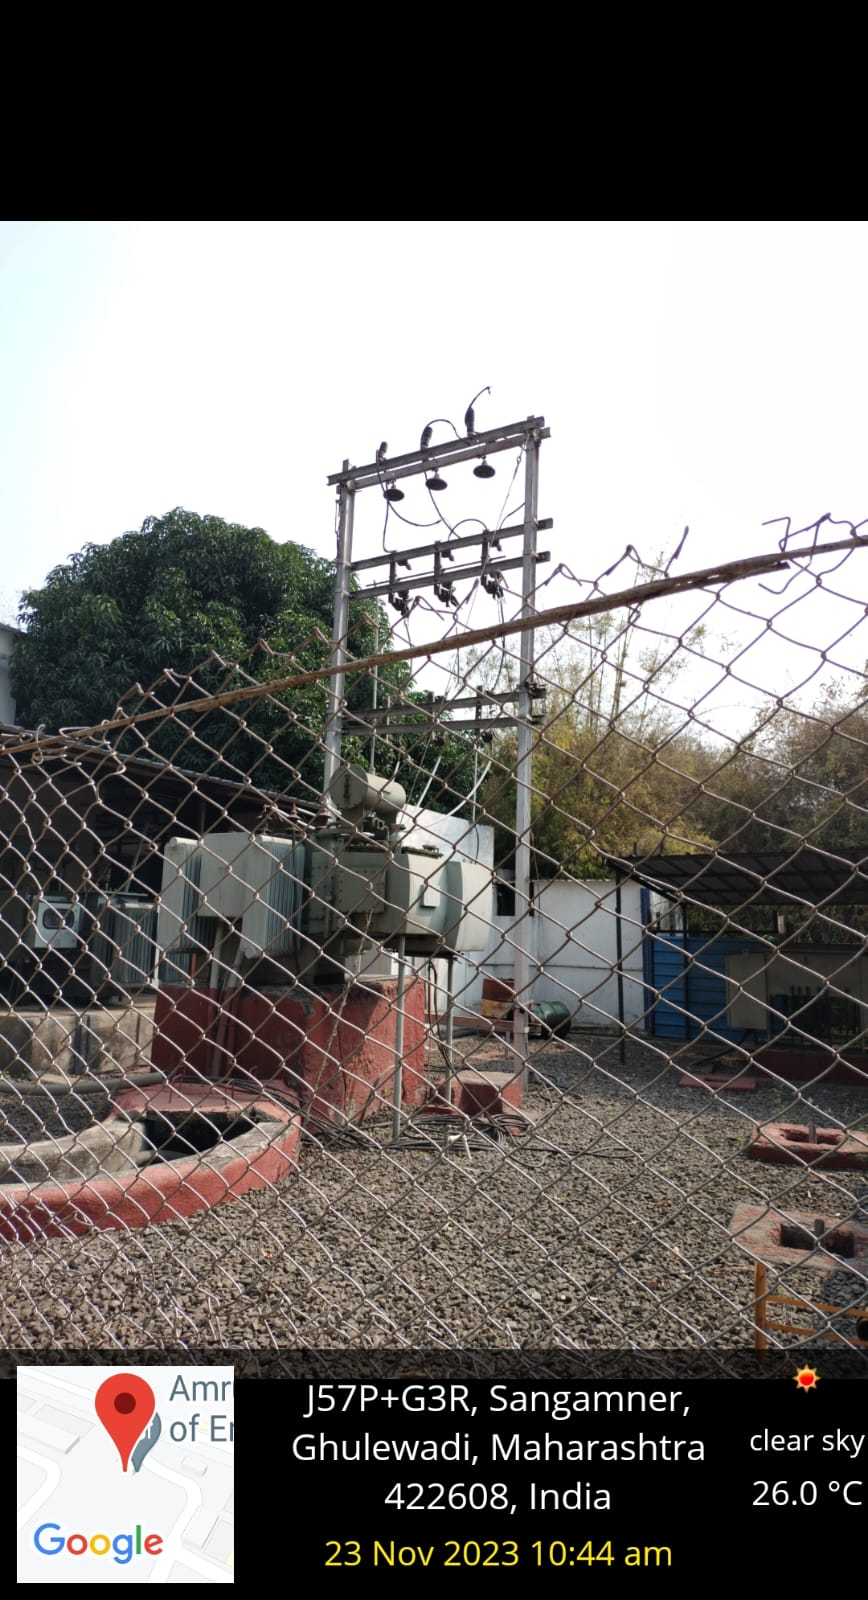 Amr
of E
Google
J57P+G3R, Sangamner,
Ghulewadi, Maharashtra
422608, India
23 Nov 2023 10:44 am
clear sky
26.0 °C